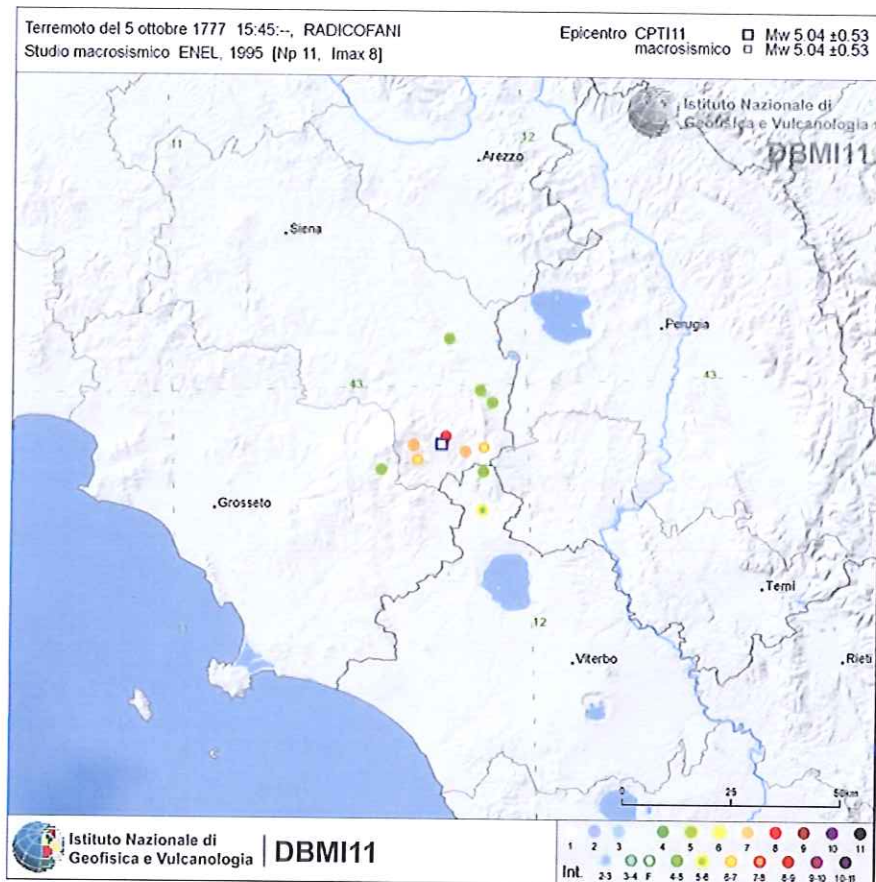 Terremoto del 5 ottobre 1777 15:45:--, RADICOFANI
Studio macrosismico ENEL, 1995 [Np 11, Imax 8]
Epicentro CPTI11 Mw 5.04 ±0.53
macrosismico Mw 5.04 ±0.53
Istituto Nazionale di
Geofisica e Vulcanologia
DBMI11
11
12
Arezzo
Siena
Perugia
43
43
Grosseto
Terni
12
Viterbo
Rieti
0 25 50km
Istituto Nazionale di
Geofisica e Vulcanologia
DBMI11
1 2 3 4 5 6 7 8 9 10 11
Int. 2-3 3-4 F 4-5 5-6 6-7 7-8 8-9 9-10 10-11